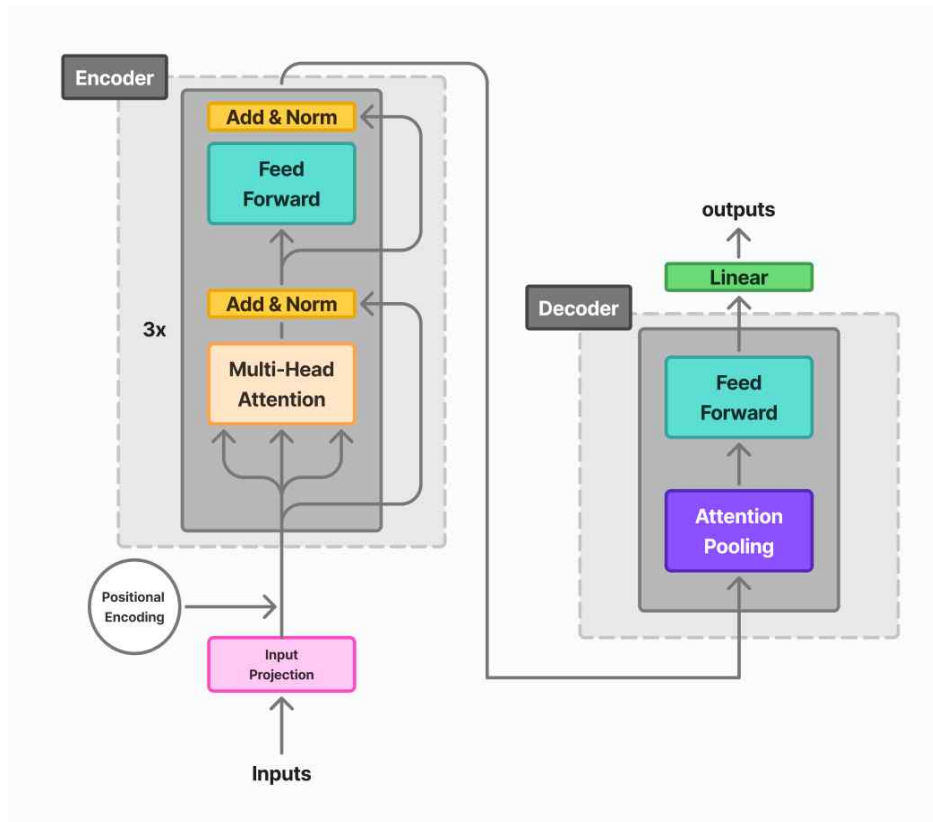 Encoder
Add & Norm
Feed
Forward
Add & Norm
3x
Multi-Head
Attention
Positional
Encoding
Input
Projection
Inputs
outputs
Linear
Decoder
Feed
Forward
Attention
Pooling